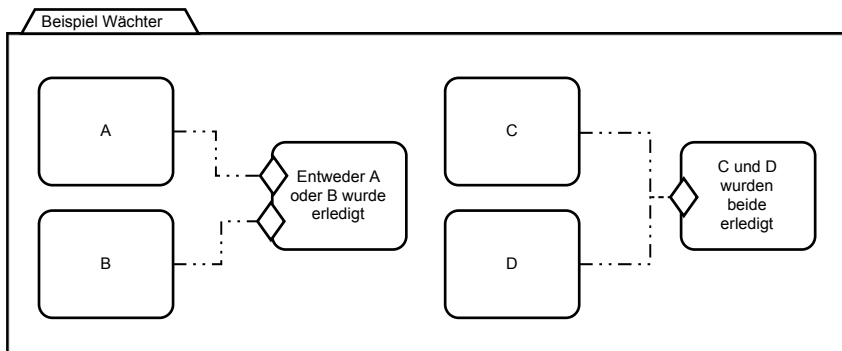 Beispiel Wächter
A
B
Entweder A
oder B wurde
erledigt
C
D
C und D
wurden
beide
erledigt